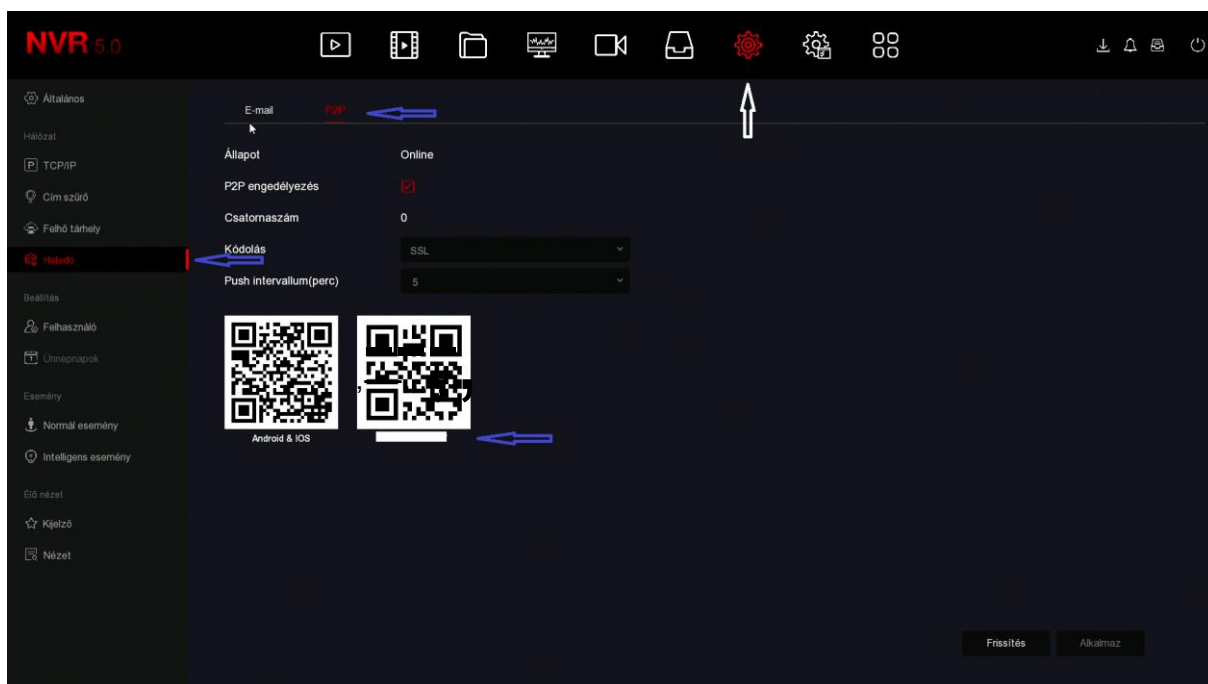 NVR 5.0
Általános
Hálózat
TCP/IP
Cím szűrő
Felhő tárhely
Haladó
Beállítás
Felhasználó
Ünnepnapok
Esemény
Normál esemény
Intelligens esemény
Élő nézet
Kijelző
Nézet
E-mail P2P
Állapot Online
P2P engedélyezés
Csatornaszám 0
Kódolás SSL
Push intervallum(perc) 5
Android & IOS
Frissítés Alkalmaz